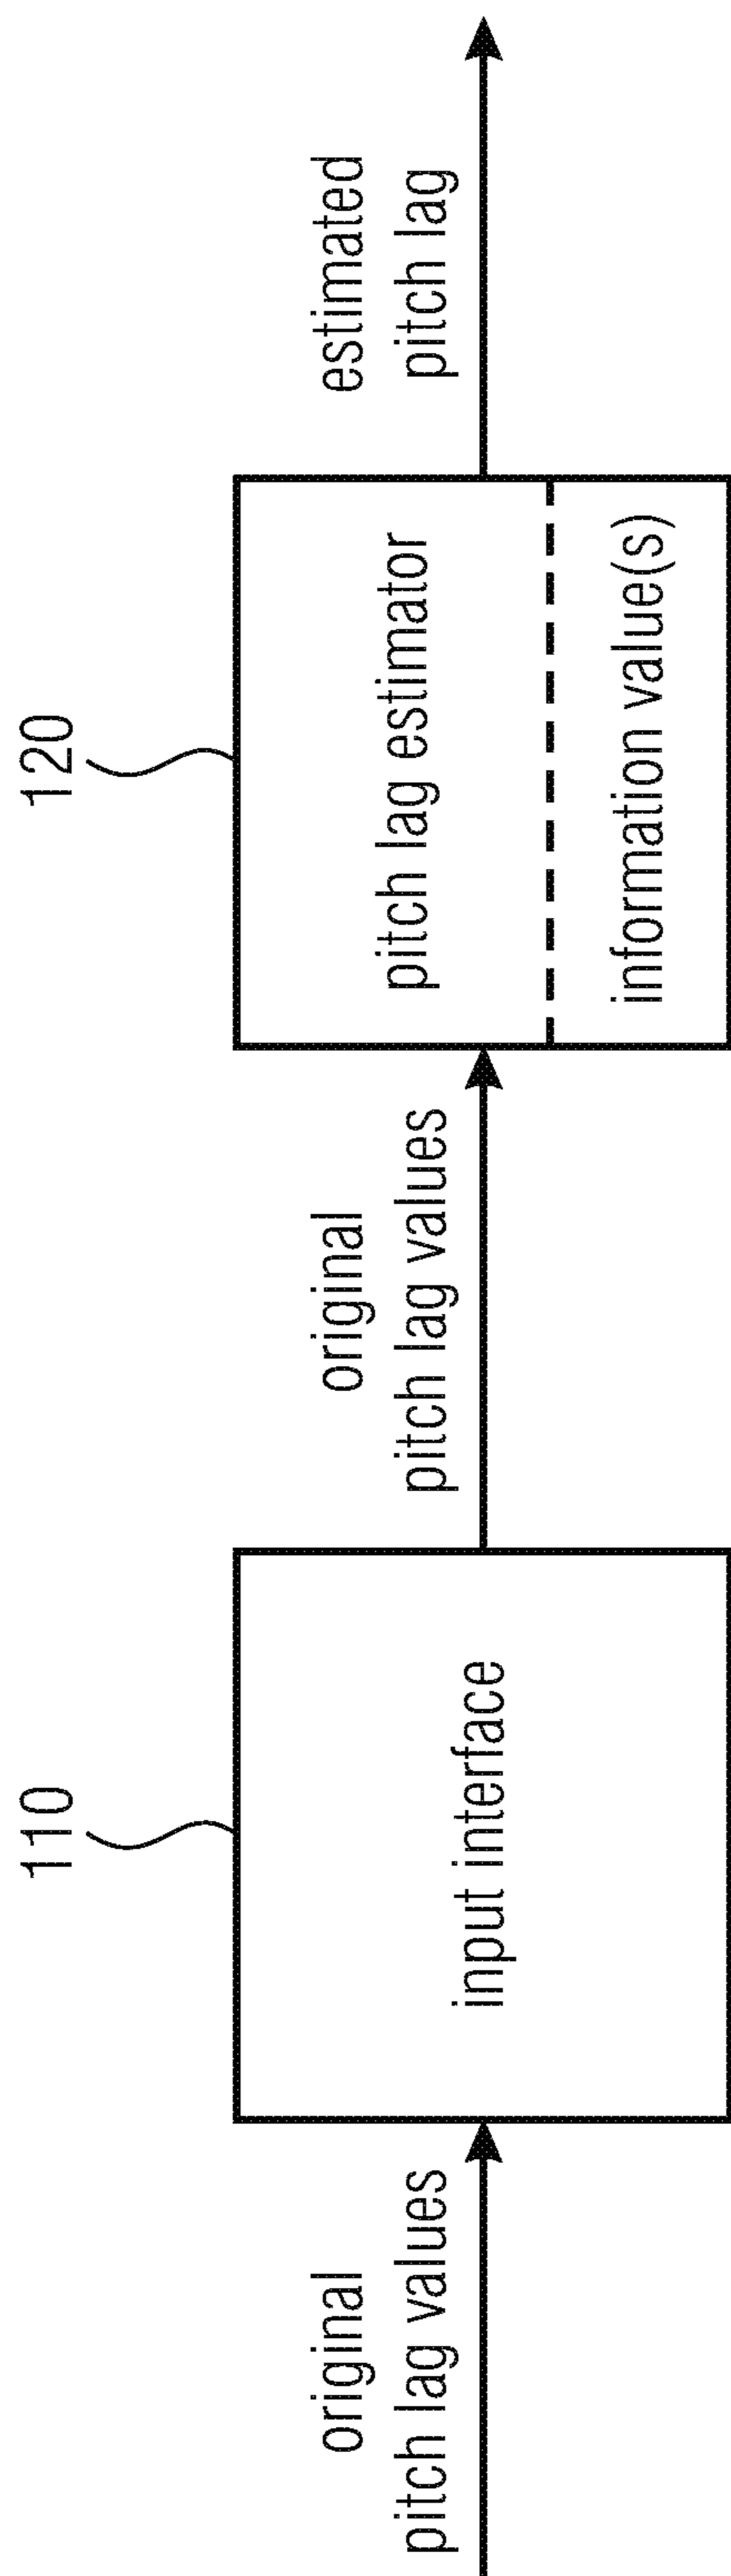 110
120
original
pitch lag values
input interface
original
pitch lag values
pitch lag estimator
information value(s)
estimated
pitch lag